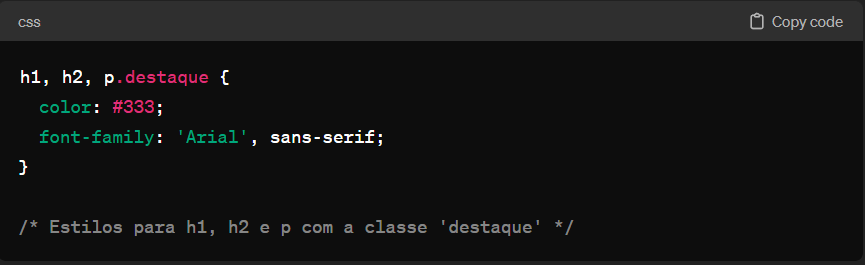 css
Copy code
h1, h2, p.destaque {
color: #333;
font-family: 'Arial', sans-serif;
}
/* Estilos para h1, h2 e p com a classe 'destaque' */